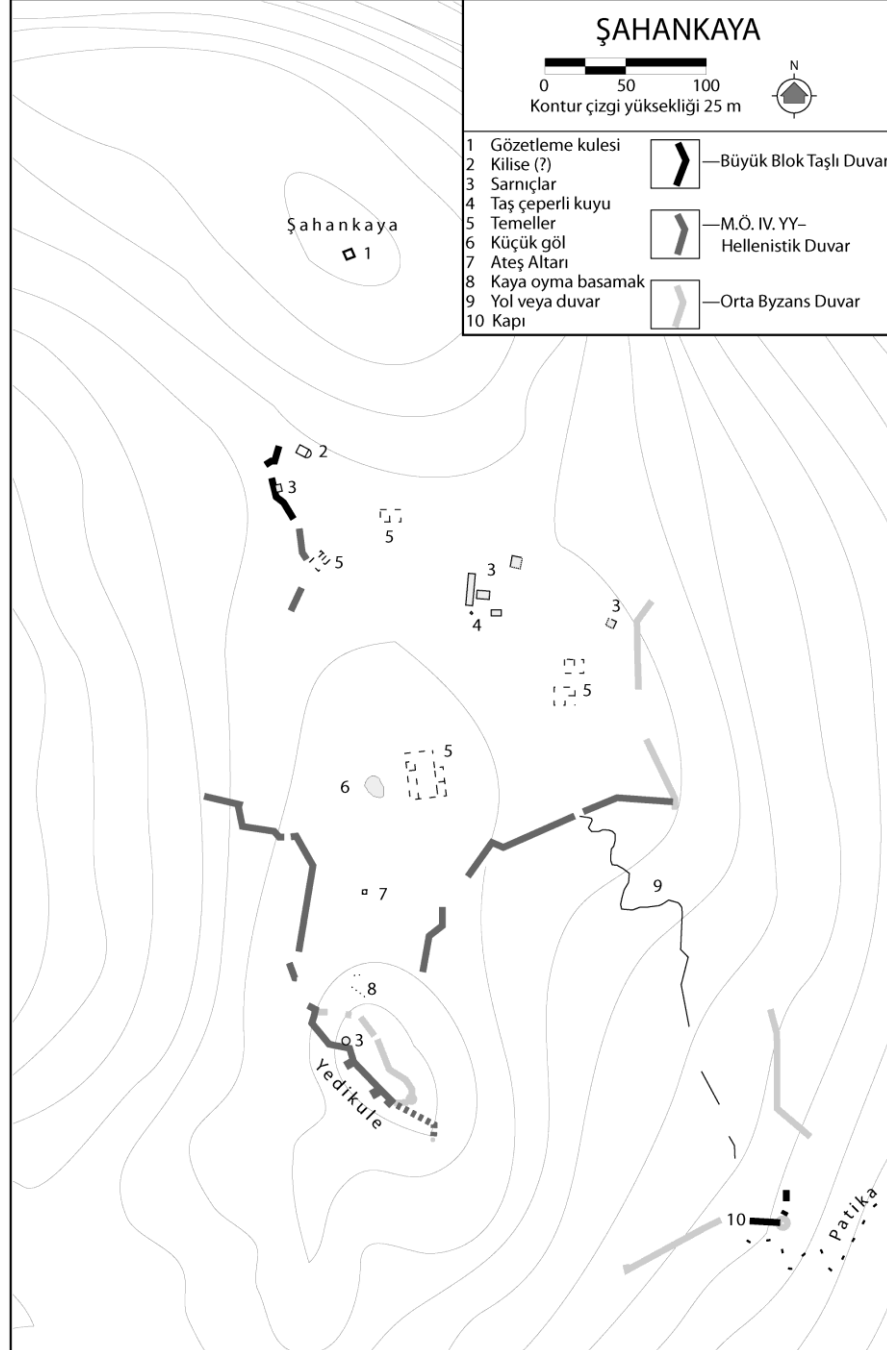 ŞAHANKAYA
0 50 100
Kontur çizgi yüksekliği 25 m
N
1 Gözetleme kulesi
2 Kilise (?)
3 Sarnıçlar
4 Taş çeperli kuyu
5 Temeller
6 Küçük göl
7 Ateş Altarı
8 Kaya oyma basamak
9 Yol veya duvar
10 Kapı
—Büyük Blok Taşlı Duvar
—M.Ö. IV. YY–
Hellenistik Duvar
—Orta Byzans Duvar
Şahankaya
1
2
3
5
5
3
4
3
5
5
6
7
9
8
3
Yedikule
10
Patika